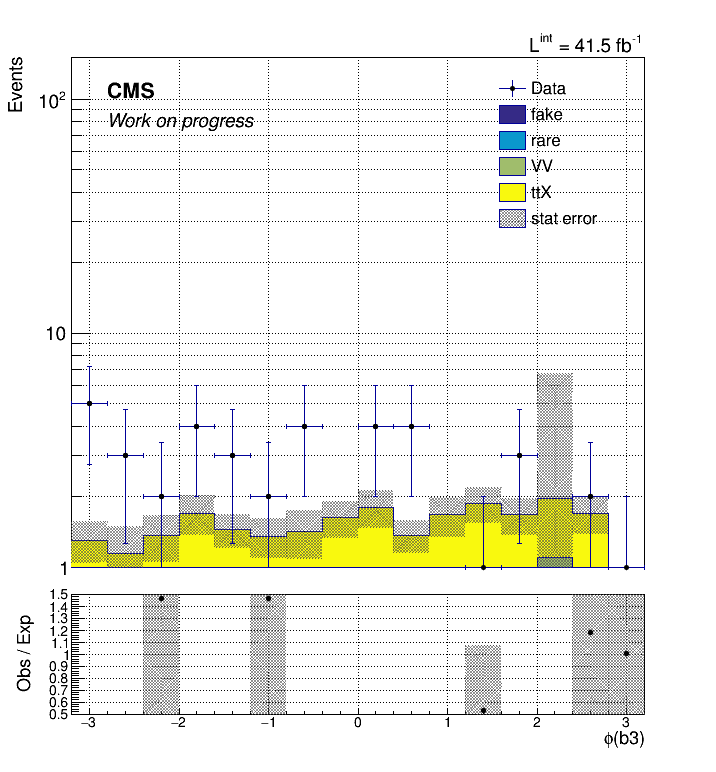 L^int = 41.5 fb^-1
Events
CMS
Work on progress
Data
fake
rare
VV
ttX
stat error
10^2
10
1
Obs / Exp
1.5
1.4
1.3
1.2
1.1
1
0.9
0.8
0.7
0.6
0.5
−3 −2 −1 0 1 2 3
ϕ(b3)